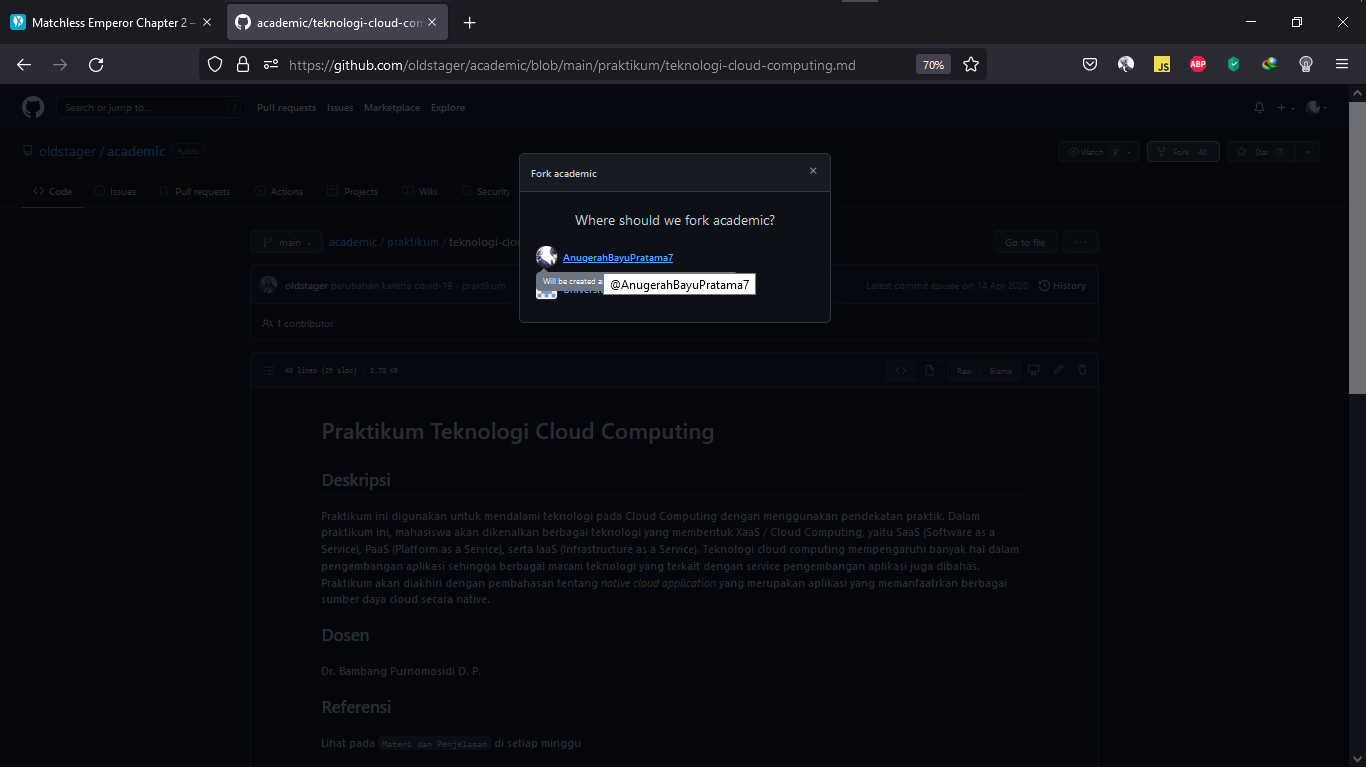 Matchless Emperor Chapter 2 –
academic/teknologi-cloud-com
https://github.com/oldstager/academic/blob/main/praktikum/teknologi-cloud-computing.md
70%
JS
ABP
Search or jump to...
/
Pull requests
Issues
Marketplace
Explore
oldstager / academic
Public
Watch
Fork
40
Star
7
Code
Issues
Pull requests
Actions
Projects
Wiki
Security
Fork academic
Where should we fork academic?
AnugerahBayuPratama7
Will be created a
@AnugerahBayuPratama7
main
academic / praktikum / teknologi-clou
Go to file
...
oldstager perubahan karena covid-19 - praktikum
Latest commit
on 14 Apr 2020
History
1 contributor
43 lines (29 sloc)
2.72 KB
<>
Raw
Blame
Praktikum Teknologi Cloud Computing
Deskripsi
Praktikum ini digunakan untuk mendalami teknologi pada Cloud Computing dengan menggunakan pendekatan praktik. Dalam
praktikum ini, mahasiswa akan dikenalkan berbagai teknologi yang membentuk XaaS / Cloud Computing, yaitu SaaS (Software as a
Service), PaaS (Platform as a Service), serta IaaS (Infrastructure as a Service). Teknologi cloud computing mempengaruhi banyak hal dalam
pengembangan aplikasi sehingga berbagai macam teknologi yang terkait dengan service pengembangan aplikasi juga dibahas.
Praktikum akan diakhiri dengan pembahasan tentang native cloud application yang merupakan aplikasi yang memanfaatrkan berbagai
sumber daya cloud secara native.
Dosen
Dr. Bambang Purnomosidi D. P.
Referensi
Lihat pada Materi dan Penjelasan di setiap minggu